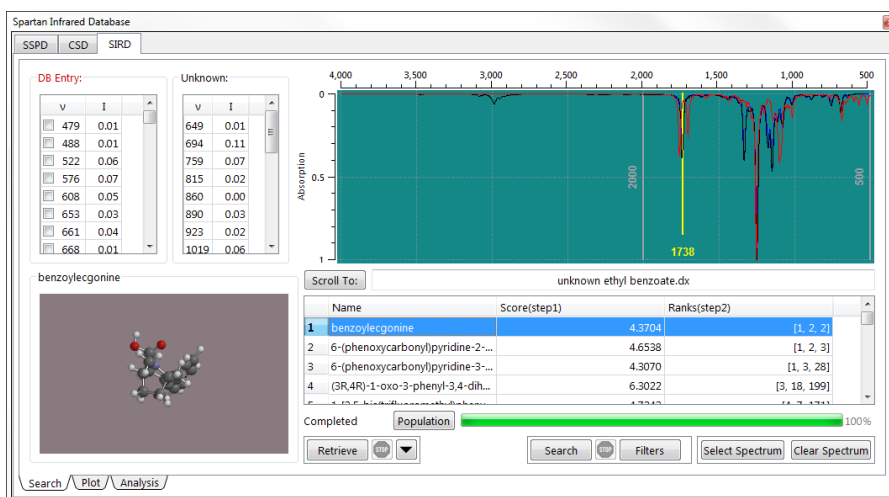 Spartan Infrared Database
SSPD CSD SIRD
DB Entry:
ν I
479 0.01
488 0.01
522 0.06
576 0.07
608 0.05
653 0.03
661 0.04
668 0.01
Unknown:
ν I
649 0.01
694 0.11
759 0.07
815 0.02
860 0.00
890 0.03
923 0.02
1019 0.06
4,000 3,500 3,000 2,500 2,000 1,500 1,000 500
0
0.5
1
Absorption
2000
500
1738
benzoylecgonine
Scroll To: unknown ethyl benzoate.dx
Name Score(step1) Ranks(step2)
1 benzoylecgonine 4.3704 [1, 2, 2]
2 6-(phenoxycarbonyl)pyridine-2-... 4.6538 [1, 2, 3]
3 6-(phenoxycarbonyl)pyridine-3-... 4.3070 [1, 3, 28]
4 (3R,4R)-1-oxo-3-phenyl-3,4-dih... 6.3022 [3, 18, 199]
Completed Population 100%
Retrieve STOP Search STOP Filters Select Spectrum Clear Spectrum
Search Plot Analysis